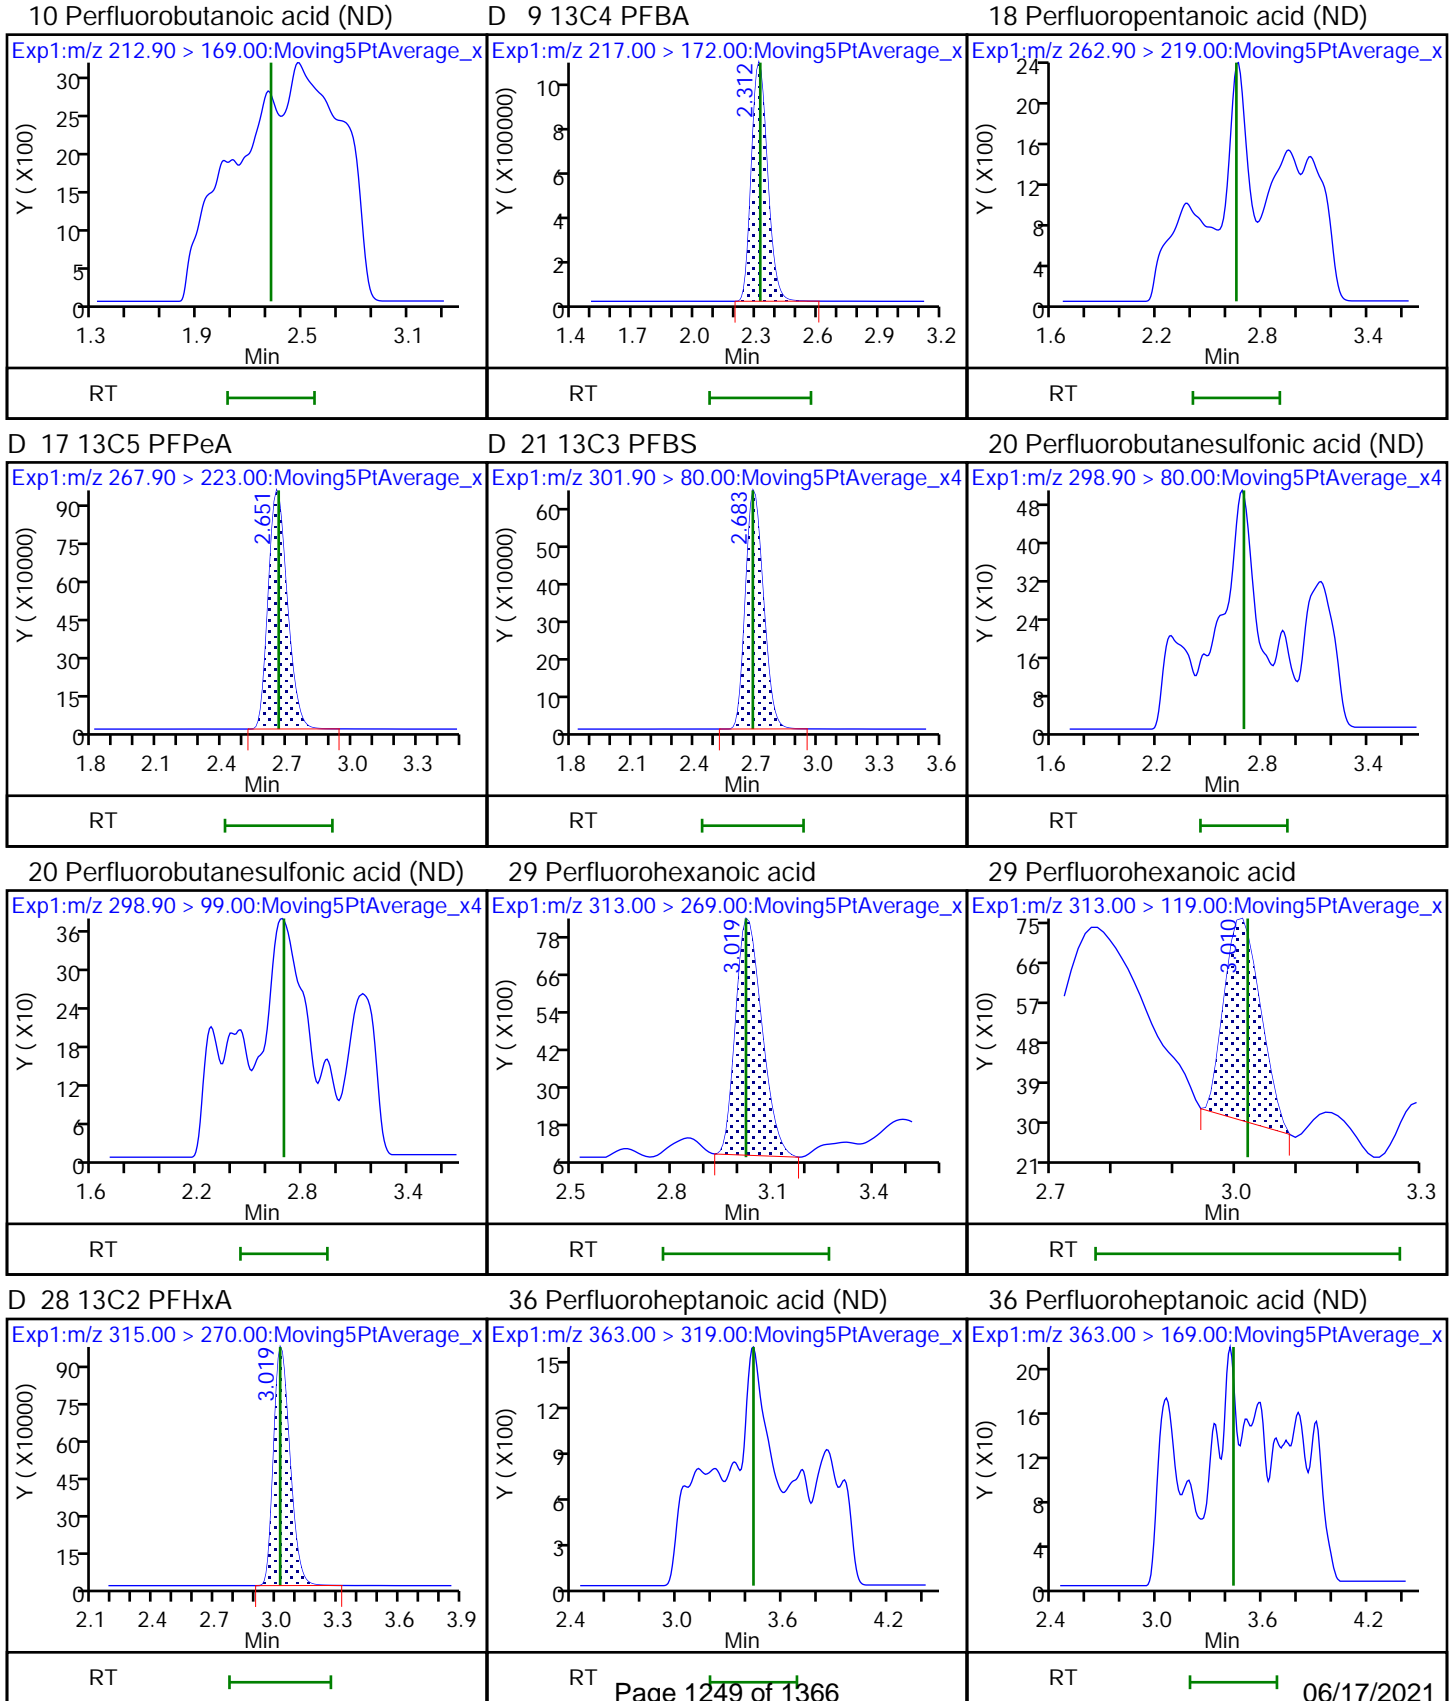 10 Perfluorobutanoic acid (ND)
D 9 13C4 PFBA
18 Perfluoropentanoic acid (ND)
Exp1:m/z 212.90 > 169.00:Moving5PtAverage_x
Exp1:m/z 217.00 > 172.00:Moving5PtAverage_x
Exp1:m/z 262.90 > 219.00:Moving5PtAverage_x
Y ( X100)
30
25
20
15
10
5
0
1.3 1.9 2.5 3.1
Min
RT
2.312
Y ( X100000)
10
8
6
4
2
0
1.4 1.7 2.0 2.3 2.6 2.9 3.2
Min
RT
Y ( X100)
24
20
16
12
8
4
0
1.6 2.2 2.8 3.4
Min
RT
D 17 13C5 PFPeA
D 21 13C3 PFBS
20 Perfluorobutanesulfonic acid (ND)
Exp1:m/z 267.90 > 223.00:Moving5PtAverage_x
Exp1:m/z 301.90 > 80.00:Moving5PtAverage_x4
Exp1:m/z 298.90 > 80.00:Moving5PtAverage_x4
2.651
Y ( X10000)
90
75
60
45
30
15
0
1.8 2.1 2.4 2.7 3.0 3.3
Min
RT
2.683
Y ( X10000)
60
50
40
30
20
10
0
1.8 2.1 2.4 2.7 3.0 3.3 3.6
Min
RT
Y ( X10)
48
40
32
24
16
8
0
1.6 2.2 2.8 3.4
Min
RT
20 Perfluorobutanesulfonic acid (ND)
29 Perfluorohexanoic acid
29 Perfluorohexanoic acid
Exp1:m/z 298.90 > 99.00:Moving5PtAverage_x4
Exp1:m/z 313.00 > 269.00:Moving5PtAverage_x
Exp1:m/z 313.00 > 119.00:Moving5PtAverage_x
Y ( X10)
36
30
24
18
12
6
0
1.6 2.2 2.8 3.4
Min
RT
3.019
Y ( X100)
78
66
54
42
30
18
6
2.5 2.8 3.1 3.4
Min
RT
3.010
Y ( X10)
75
66
57
48
39
30
21
2.7 3.0 3.3
Min
RT
D 28 13C2 PFHxA
36 Perfluoroheptanoic acid (ND)
36 Perfluoroheptanoic acid (ND)
Exp1:m/z 315.00 > 270.00:Moving5PtAverage_x
Exp1:m/z 363.00 > 319.00:Moving5PtAverage_x
Exp1:m/z 363.00 > 169.00:Moving5PtAverage_x
3.019
Y ( X10000)
90
75
60
45
30
15
0
2.1 2.4 2.7 3.0 3.3 3.6 3.9
Min
RT
Y ( X100)
15
12
9
6
3
0
2.4 3.0 3.6 4.2
Min
RT
Y ( X10)
20
16
12
8
4
0
2.4 3.0 3.6 4.2
Min
RT
Page 1249 of 1366
06/17/2021